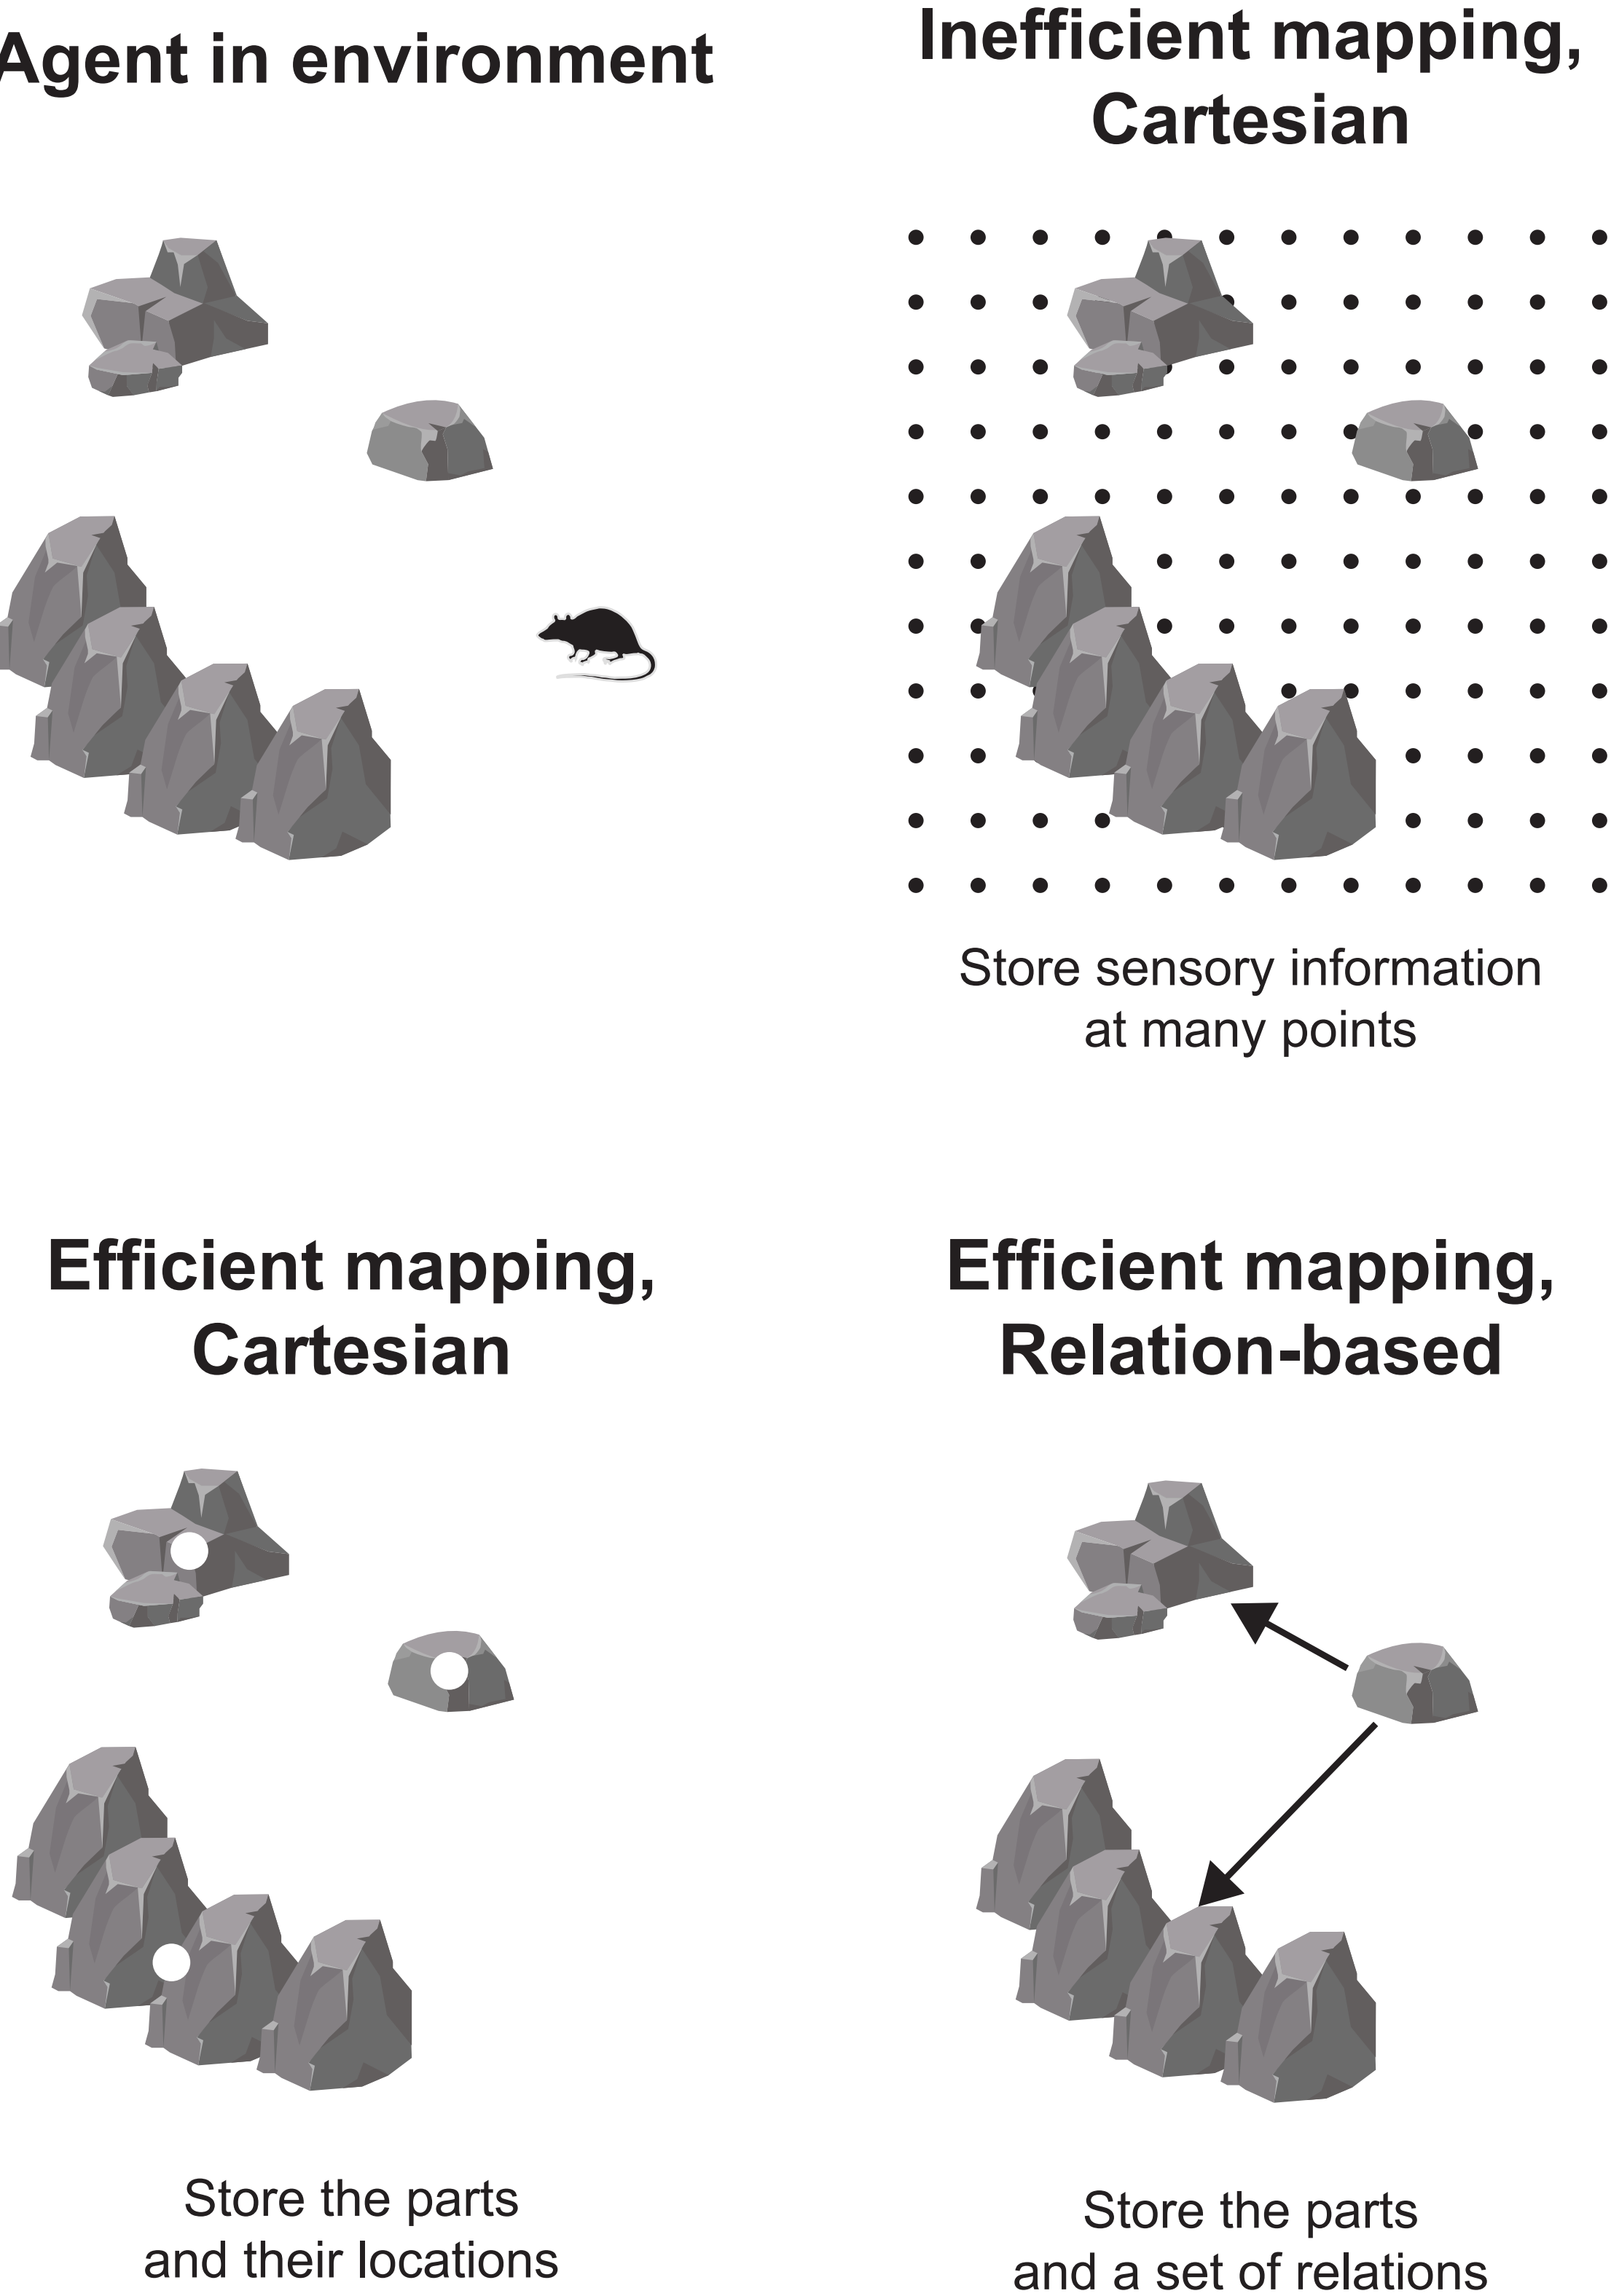 Agent in environment
Inefficient mapping,
Cartesian
Store sensory information
at many points
Efficient mapping,
Cartesian
Store the parts
and their locations
Efficient mapping,
Relation-based
Store the parts
and a set of relations